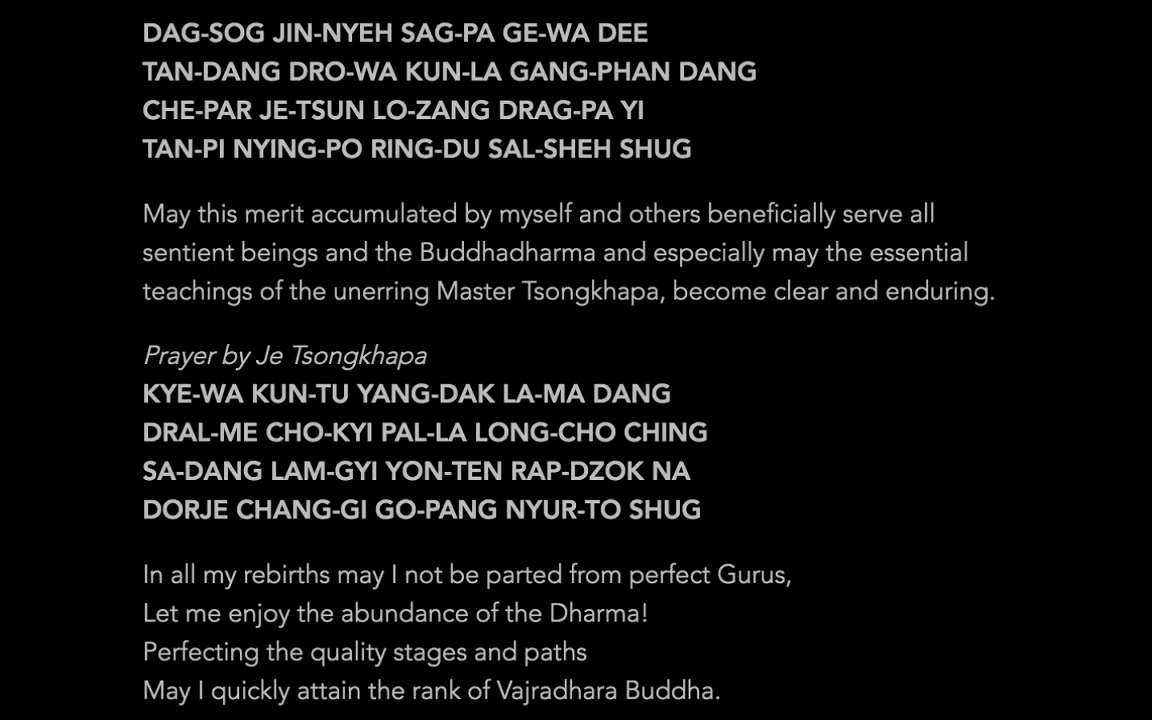 DAG-SOG JIN-NYEH SAG-PA GE-WA DEE
TAN-DANG DRO-WA KUN-LA GANG-PHAN DANG
CHE-PAR JE-TSUN LO-ZANG DRAG-PA YI
TAN-PI NYING-PO RING-DU SAL-SHEH SHUG
May this merit accumulated by myself and others beneficially serve all
sentient beings and the Buddhadharma and especially may the essential
teachings of the unerring Master Tsongkhapa, become clear and enduring.
Prayer by Je Tsongkhapa
KYE-WA KUN-TU YANG-DAK LA-MA DANG
DRAL-ME CHO-KYI PAL-LA LONG-CHO CHING
SA-DANG LAM-GYI YON-TEN RAP-DZOK NA
DORJE CHANG-GI GO-PANG NYUR-TO SHUG
In all my rebirths may I not be parted from perfect Gurus,
Let me enjoy the abundance of the Dharma!
Perfecting the quality stages and paths
May I quickly attain the rank of Vajradhara Buddha.